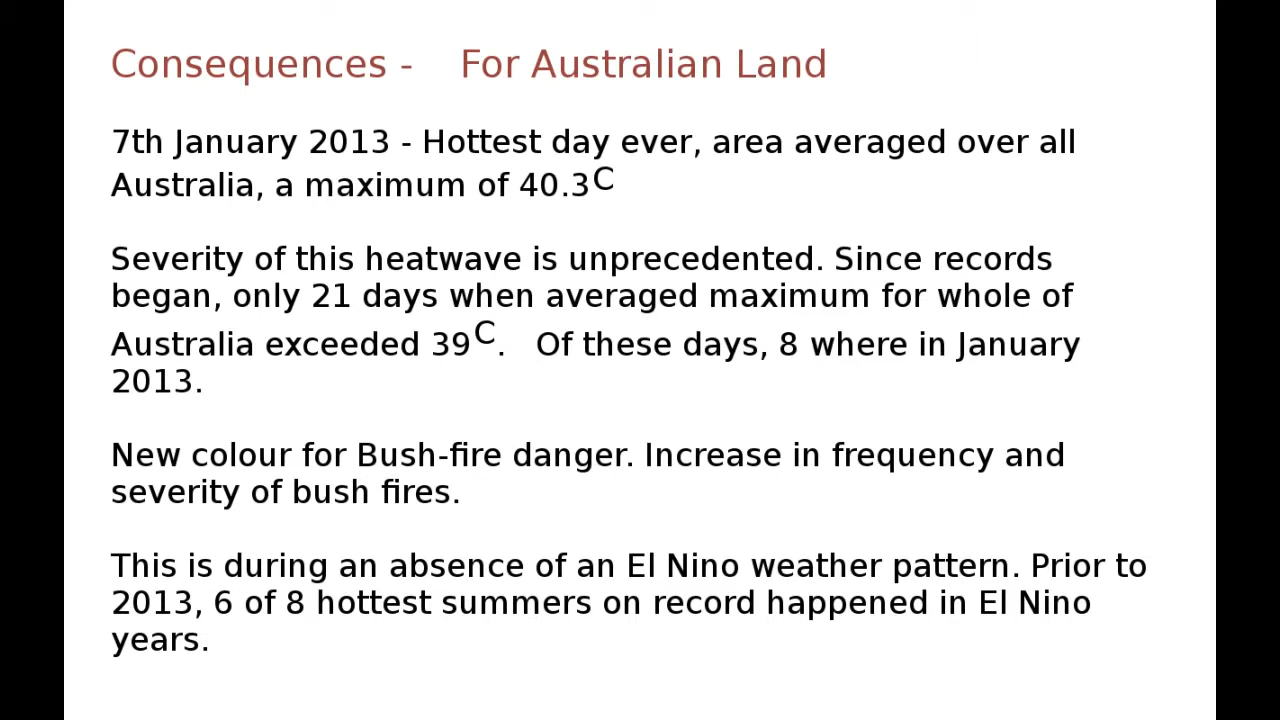 Consequences -    For Australian Land
7th January 2013 - Hottest day ever, area averaged over all
Australia, a maximum of 40.3C
Severity of this heatwave is unprecedented. Since records
began, only 21 days when averaged maximum for whole of
Australia exceeded 39C.   Of these days, 8 where in January
2013.
New colour for Bush-fire danger. Increase in frequency and
severity of bush fires.
This is during an absence of an El Nino weather pattern. Prior to
2013, 6 of 8 hottest summers on record happened in El Nino
years.